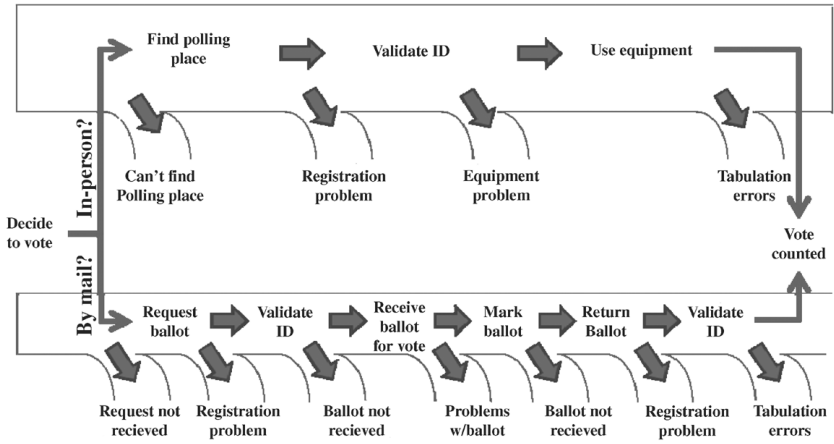 Find polling
place
Validate ID
Use equipment
Can't find
Polling place
Registration
problem
Equipment
problem
Tabulation
errors
In-person?
Decide
to vote
By mail?
Vote
counted
Request
ballot
Validate
ID
Receive
ballot
for vote
Mark
ballot
Return
Ballot
Validate
ID
Request not
recieved
Registration
problem
Ballot not
recieved
Problems
w/ballot
Ballot not
recieved
Registration
problem
Tabulation
errors